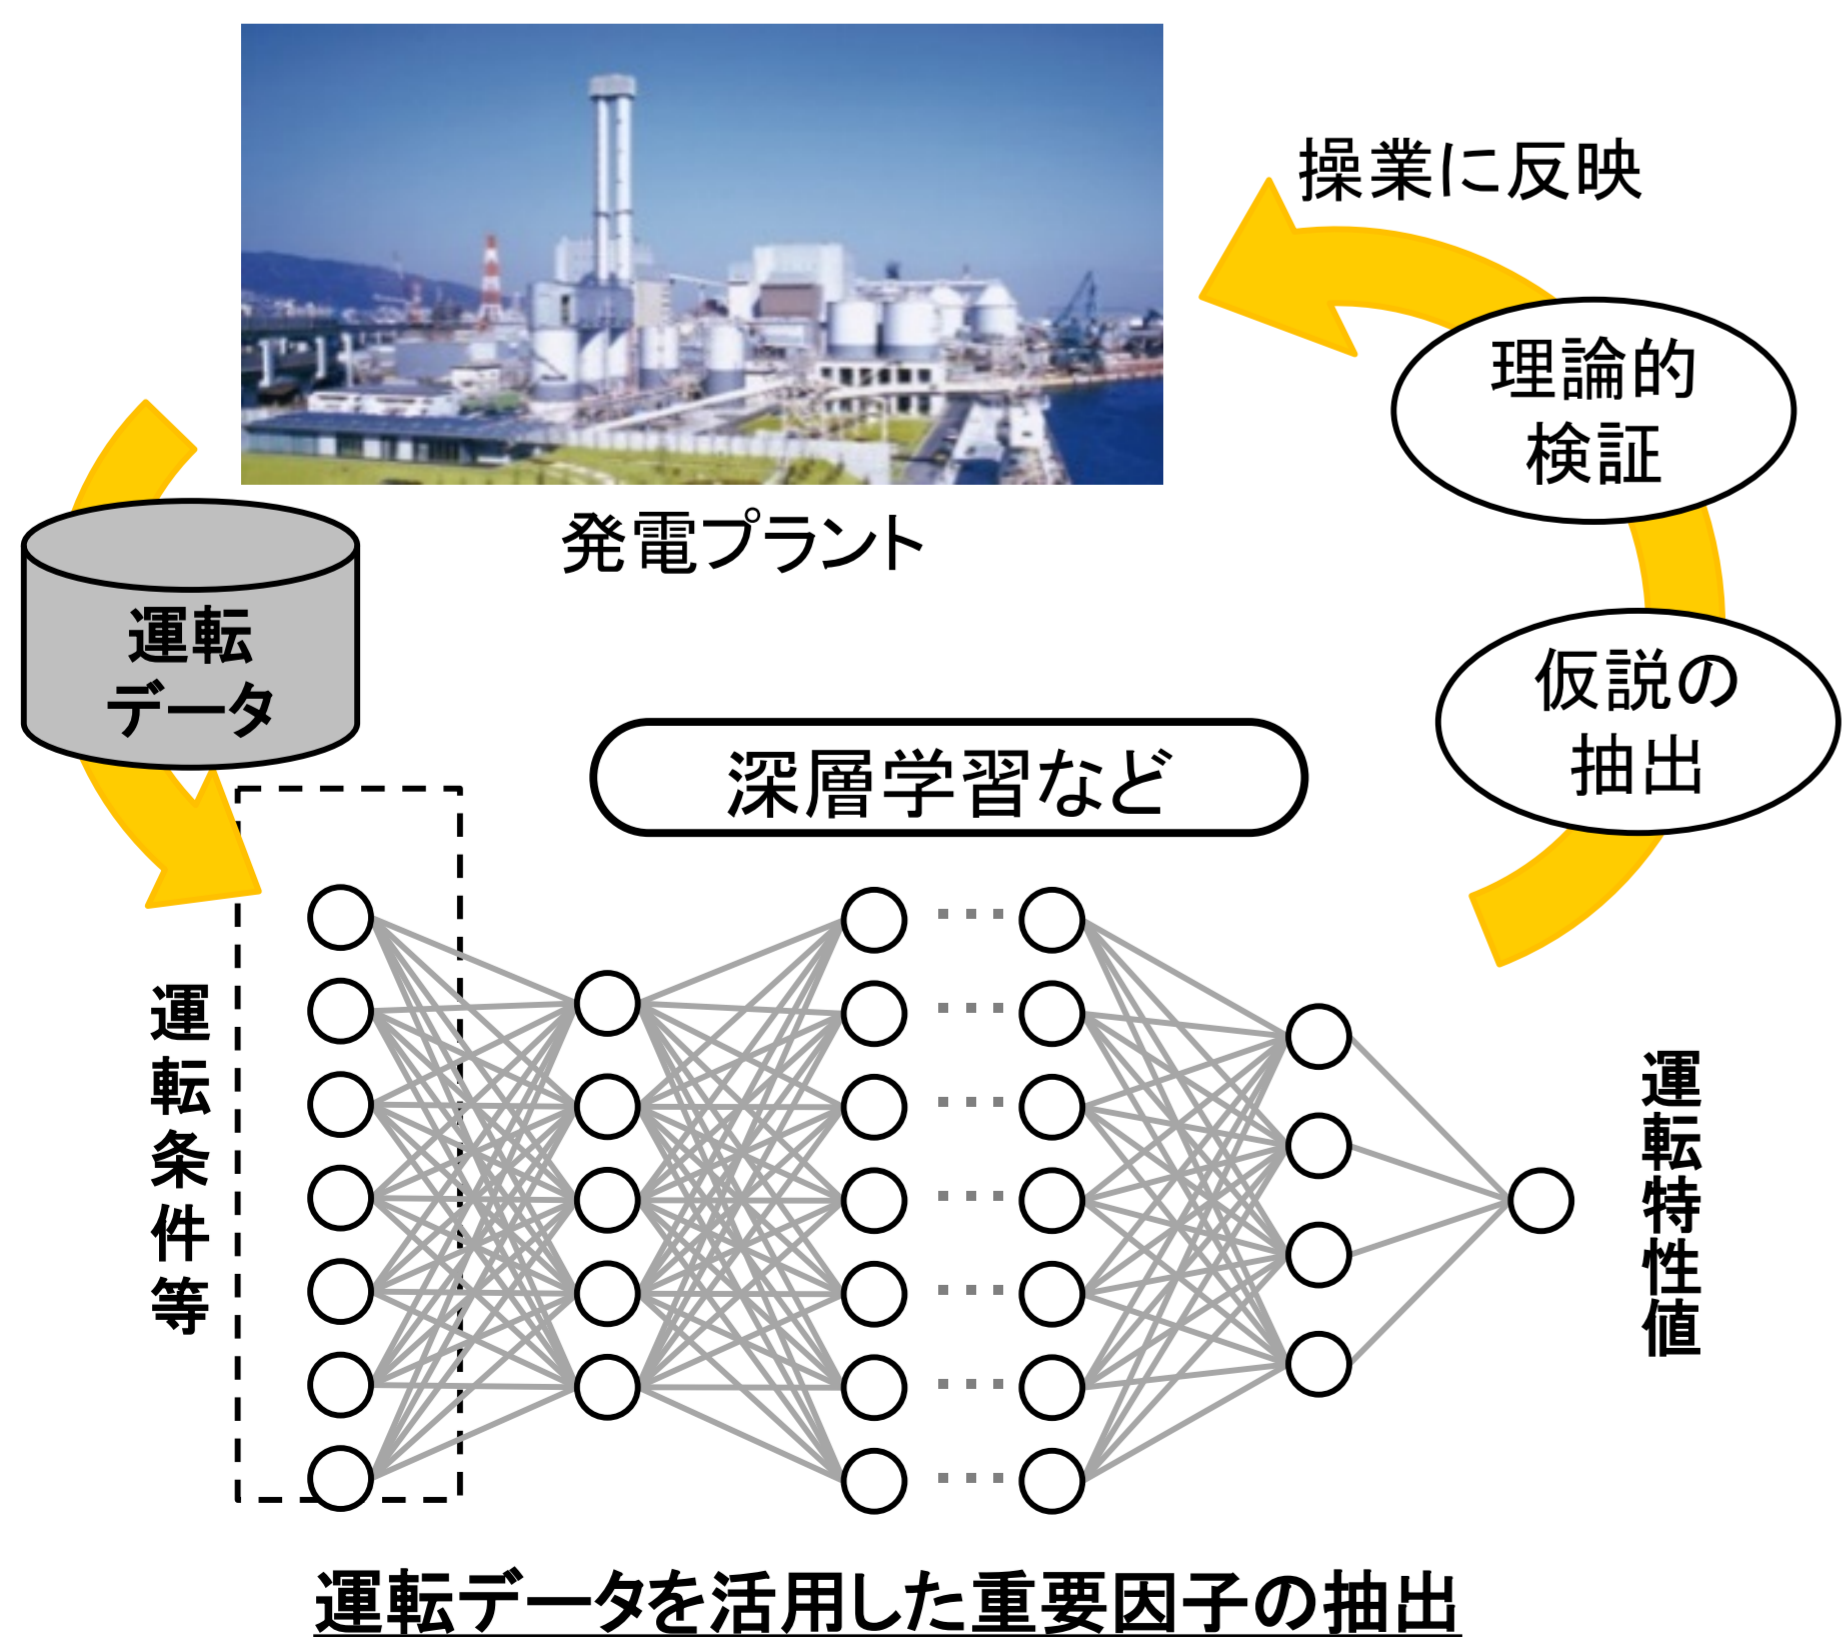 操業に反映
理論的
検証
発電プラント
運転
データ
仮説の
抽出
深層学習など
運転条件等
運転特性値
運転データを活用した重要因子の抽出